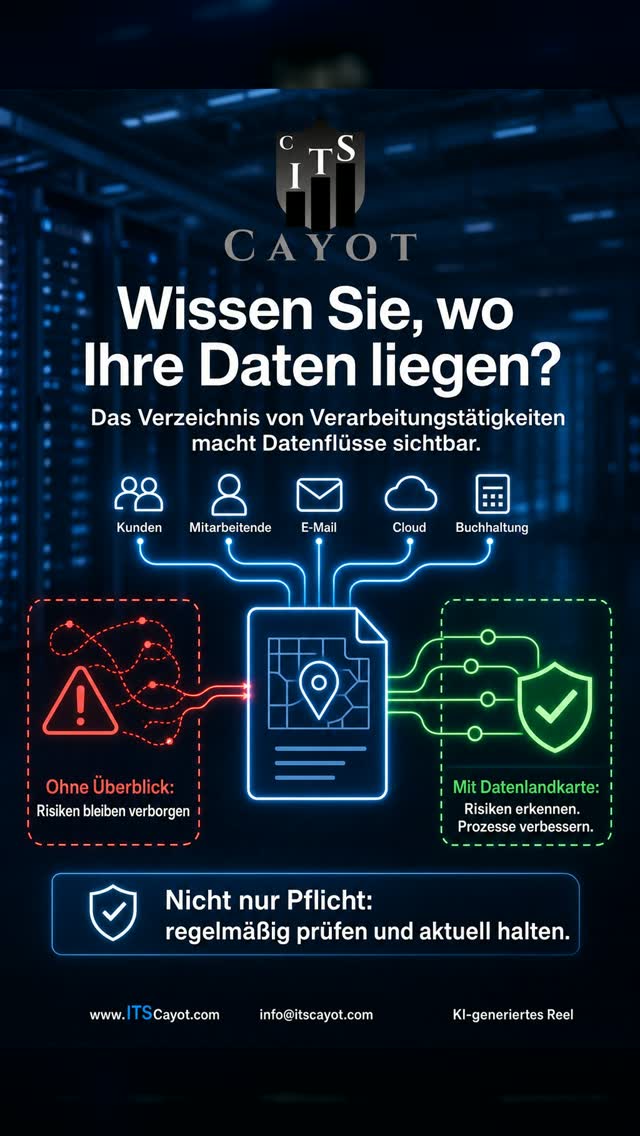 C ITS
CAYOT
Wissen Sie, wo
Ihre Daten liegen?
Das Verzeichnis von Verarbeitungstätigkeiten
macht Datenflüsse sichtbar.
Kunden
Mitarbeitende
E-Mail
Cloud
Buchhaltung
Ohne Überblick:
Risiken bleiben verborgen
Mit Datenlandkarte:
Risiken erkennen.
Prozesse verbessern.
Nicht nur Pflicht:
regelmäßig prüfen und aktuell halten.
www.ITSCayot.com
info@itscayot.com
KI-generiertes Reel